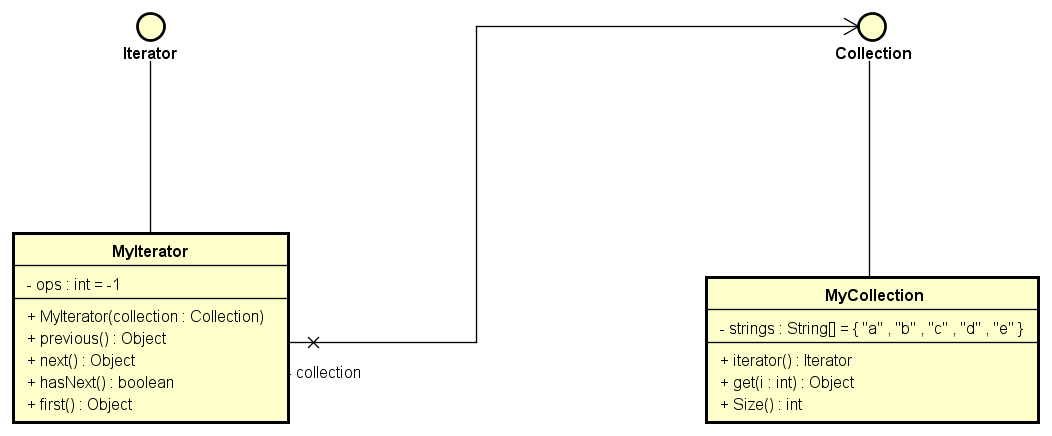 Iterator
Collection
MyIterator
- ops : int = -1
+ MyIterator(collection : Collection)
+ previous() : Object
+ next() : Object
+ hasNext() : boolean
+ first() : Object
- collection
MyCollection
- strings : String[] = { "a" , "b" , "c" , "d" , "e" }
+ iterator() : Iterator
+ get(i : int) : Object
+ Size() : int